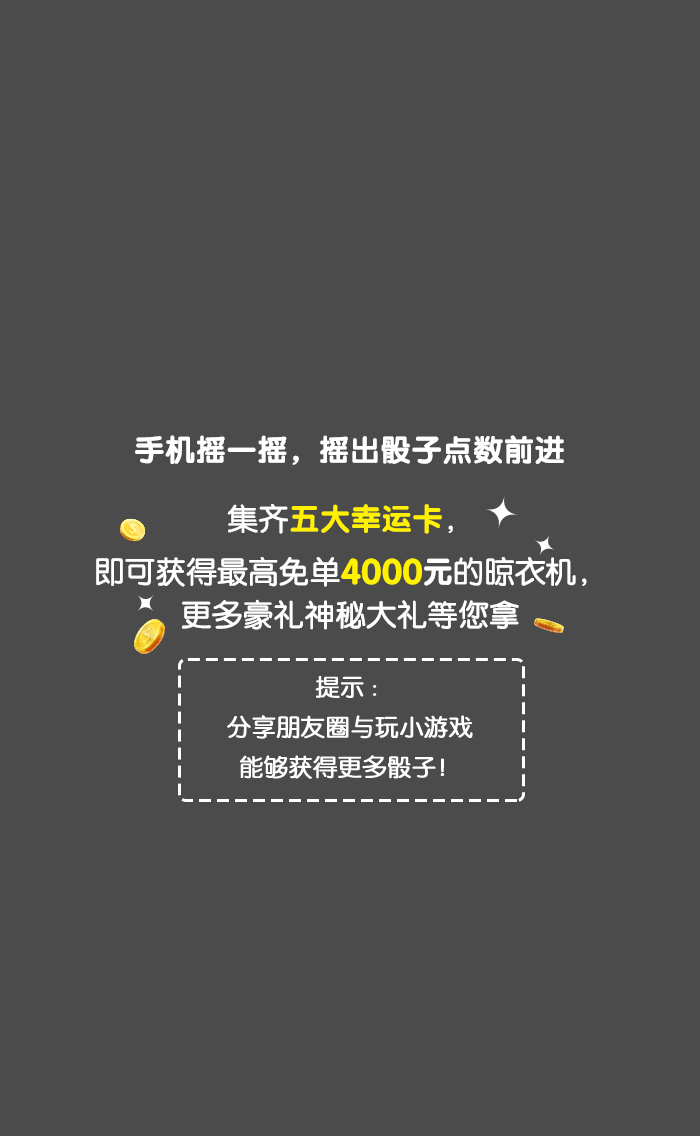 手机摇一摇，摇出骰子点数前进
集齐五大幸运卡，
即可获得最高免单4000元的晾衣机，
更多豪礼神秘大礼等您拿
提示：
分享朋友圈与玩小游戏
能够获得更多骰子！